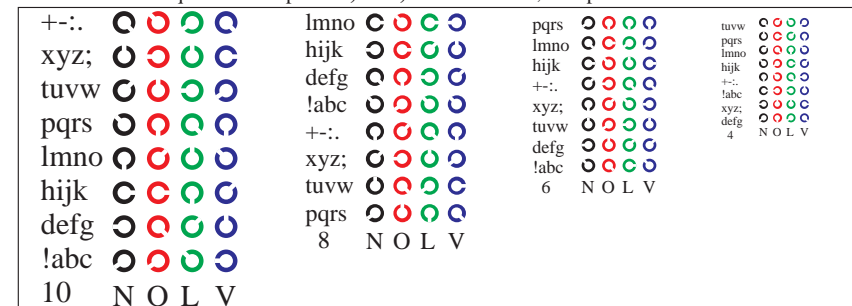 +-:.
xyz;
tuvw
pqrs
lmno
hijk
defg
!abc
10 N O L V
lmno
hijk
defg
!abc
+-:.
xyz;
tuvw
pqrs
8 N O L V
pqrs
lmno
hijk
+-:.
xyz;
tuvw
defg
!abc
6 N O L V
tuvw
pqrs
lmno
hijk
+-:.
!abc
xyz;
defg
4 N O L V